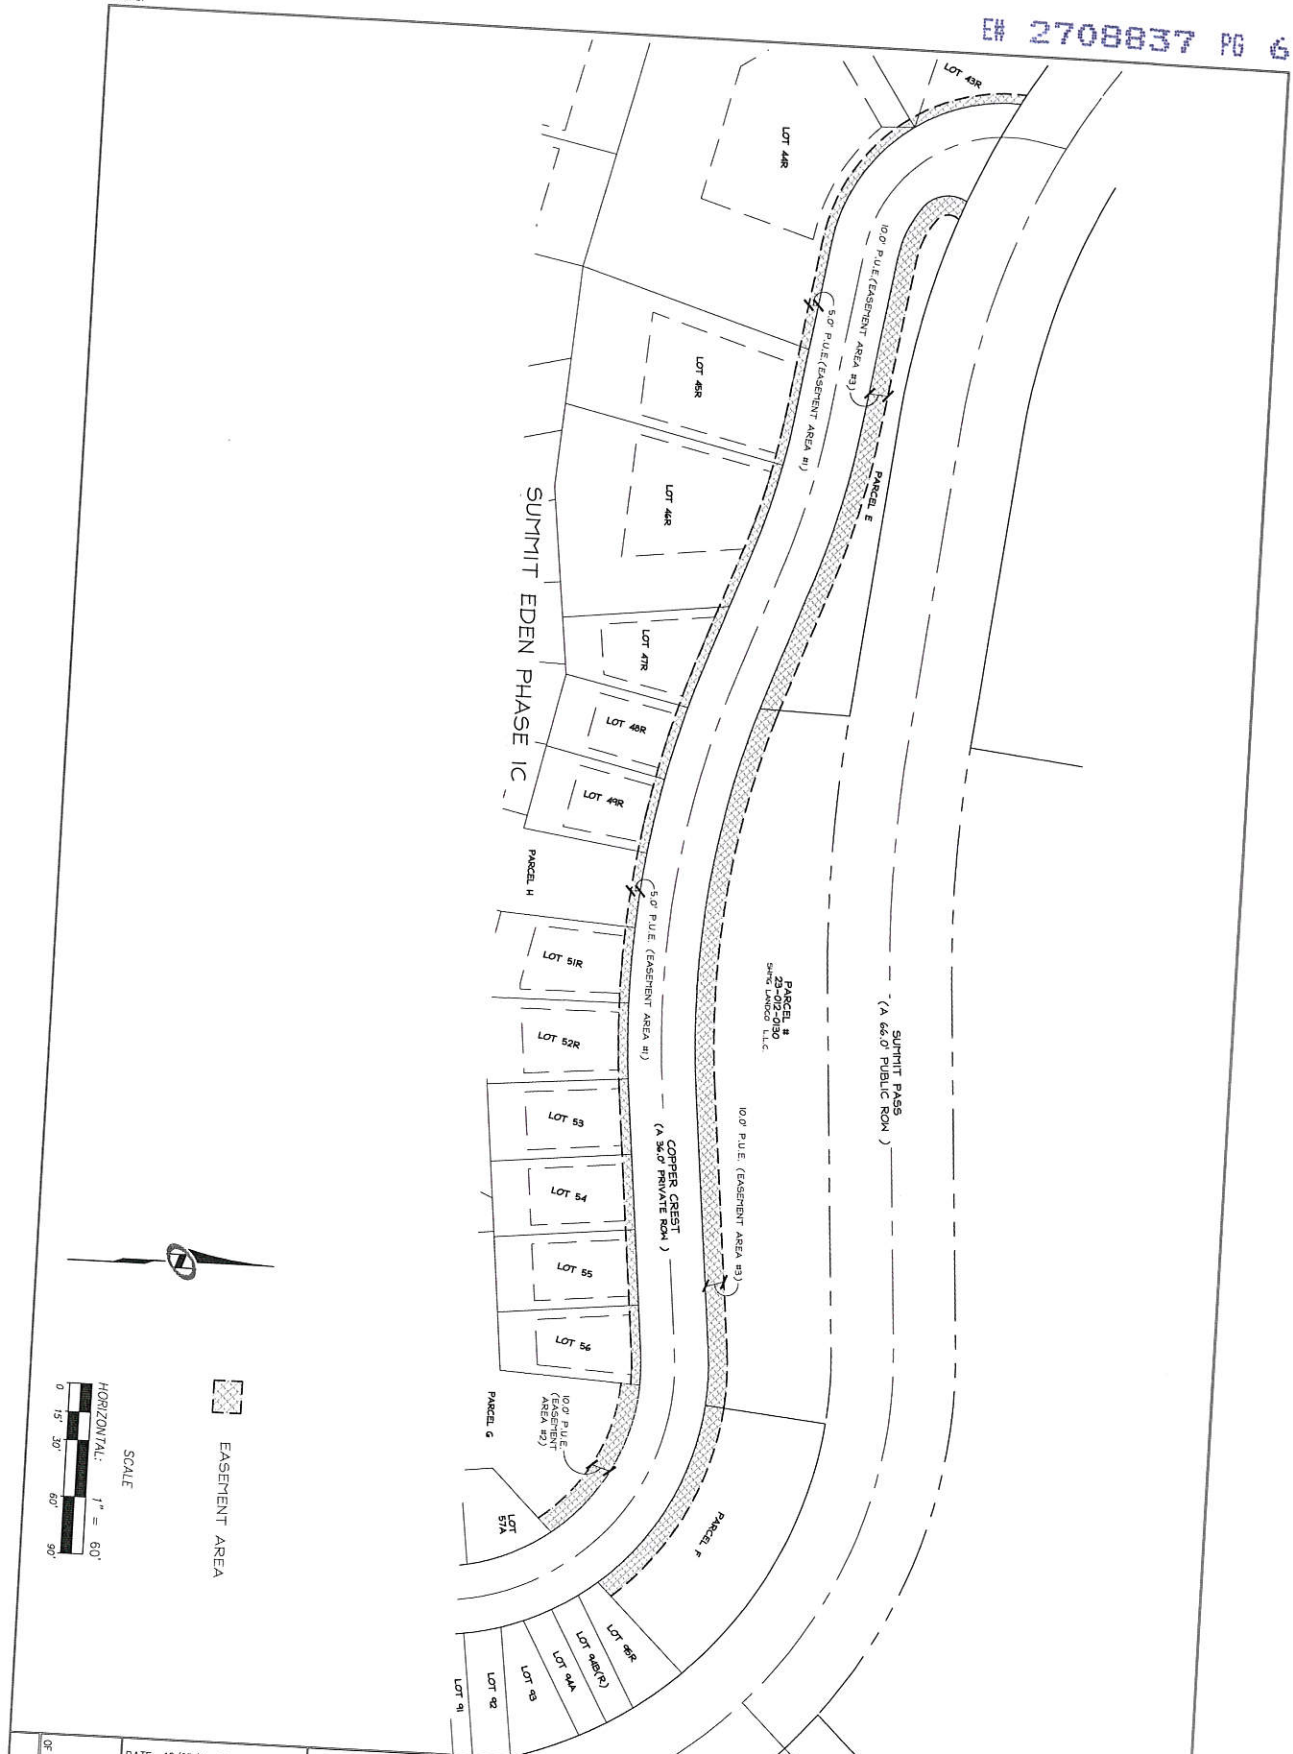 E# 2708837 PG 6
LOT 43R
LOT 44R
10.0' P.U.E.(EASEMENT AREA #3)
5.0' P.U.E.(EASEMENT AREA #1)
LOT 45R
PARCEL E
LOT 46R
SUMMIT EDEN PHASE 1C
LOT 47R
LOT 48R
LOT 49R
PARCEL H
5.0' P.U.E. (EASEMENT AREA #1)
LOT 51R
PARCEL #
23-012-0130
SHMG LANDCO L.L.C.
SUMMIT PASS
(A 66.0' PUBLIC ROW )
LOT 52R
LOT 53
10.0' P.U.E. (EASEMENT AREA #3)
COPPER CREST
(A 36.0' PRIVATE ROW )
LOT 54
LOT 55
LOT 56
PARCEL G
10.0' P.U.E.
(EASEMENT
AREA #2)
LOT
57A
PARCEL F
LOT 95R
LOT 94B(R)
LOT 94A
LOT 93
LOT 92
LOT 91
N
EASEMENT AREA
SCALE
HORIZONTAL: 1" = 60'
0 15' 30' 60' 90'
OF